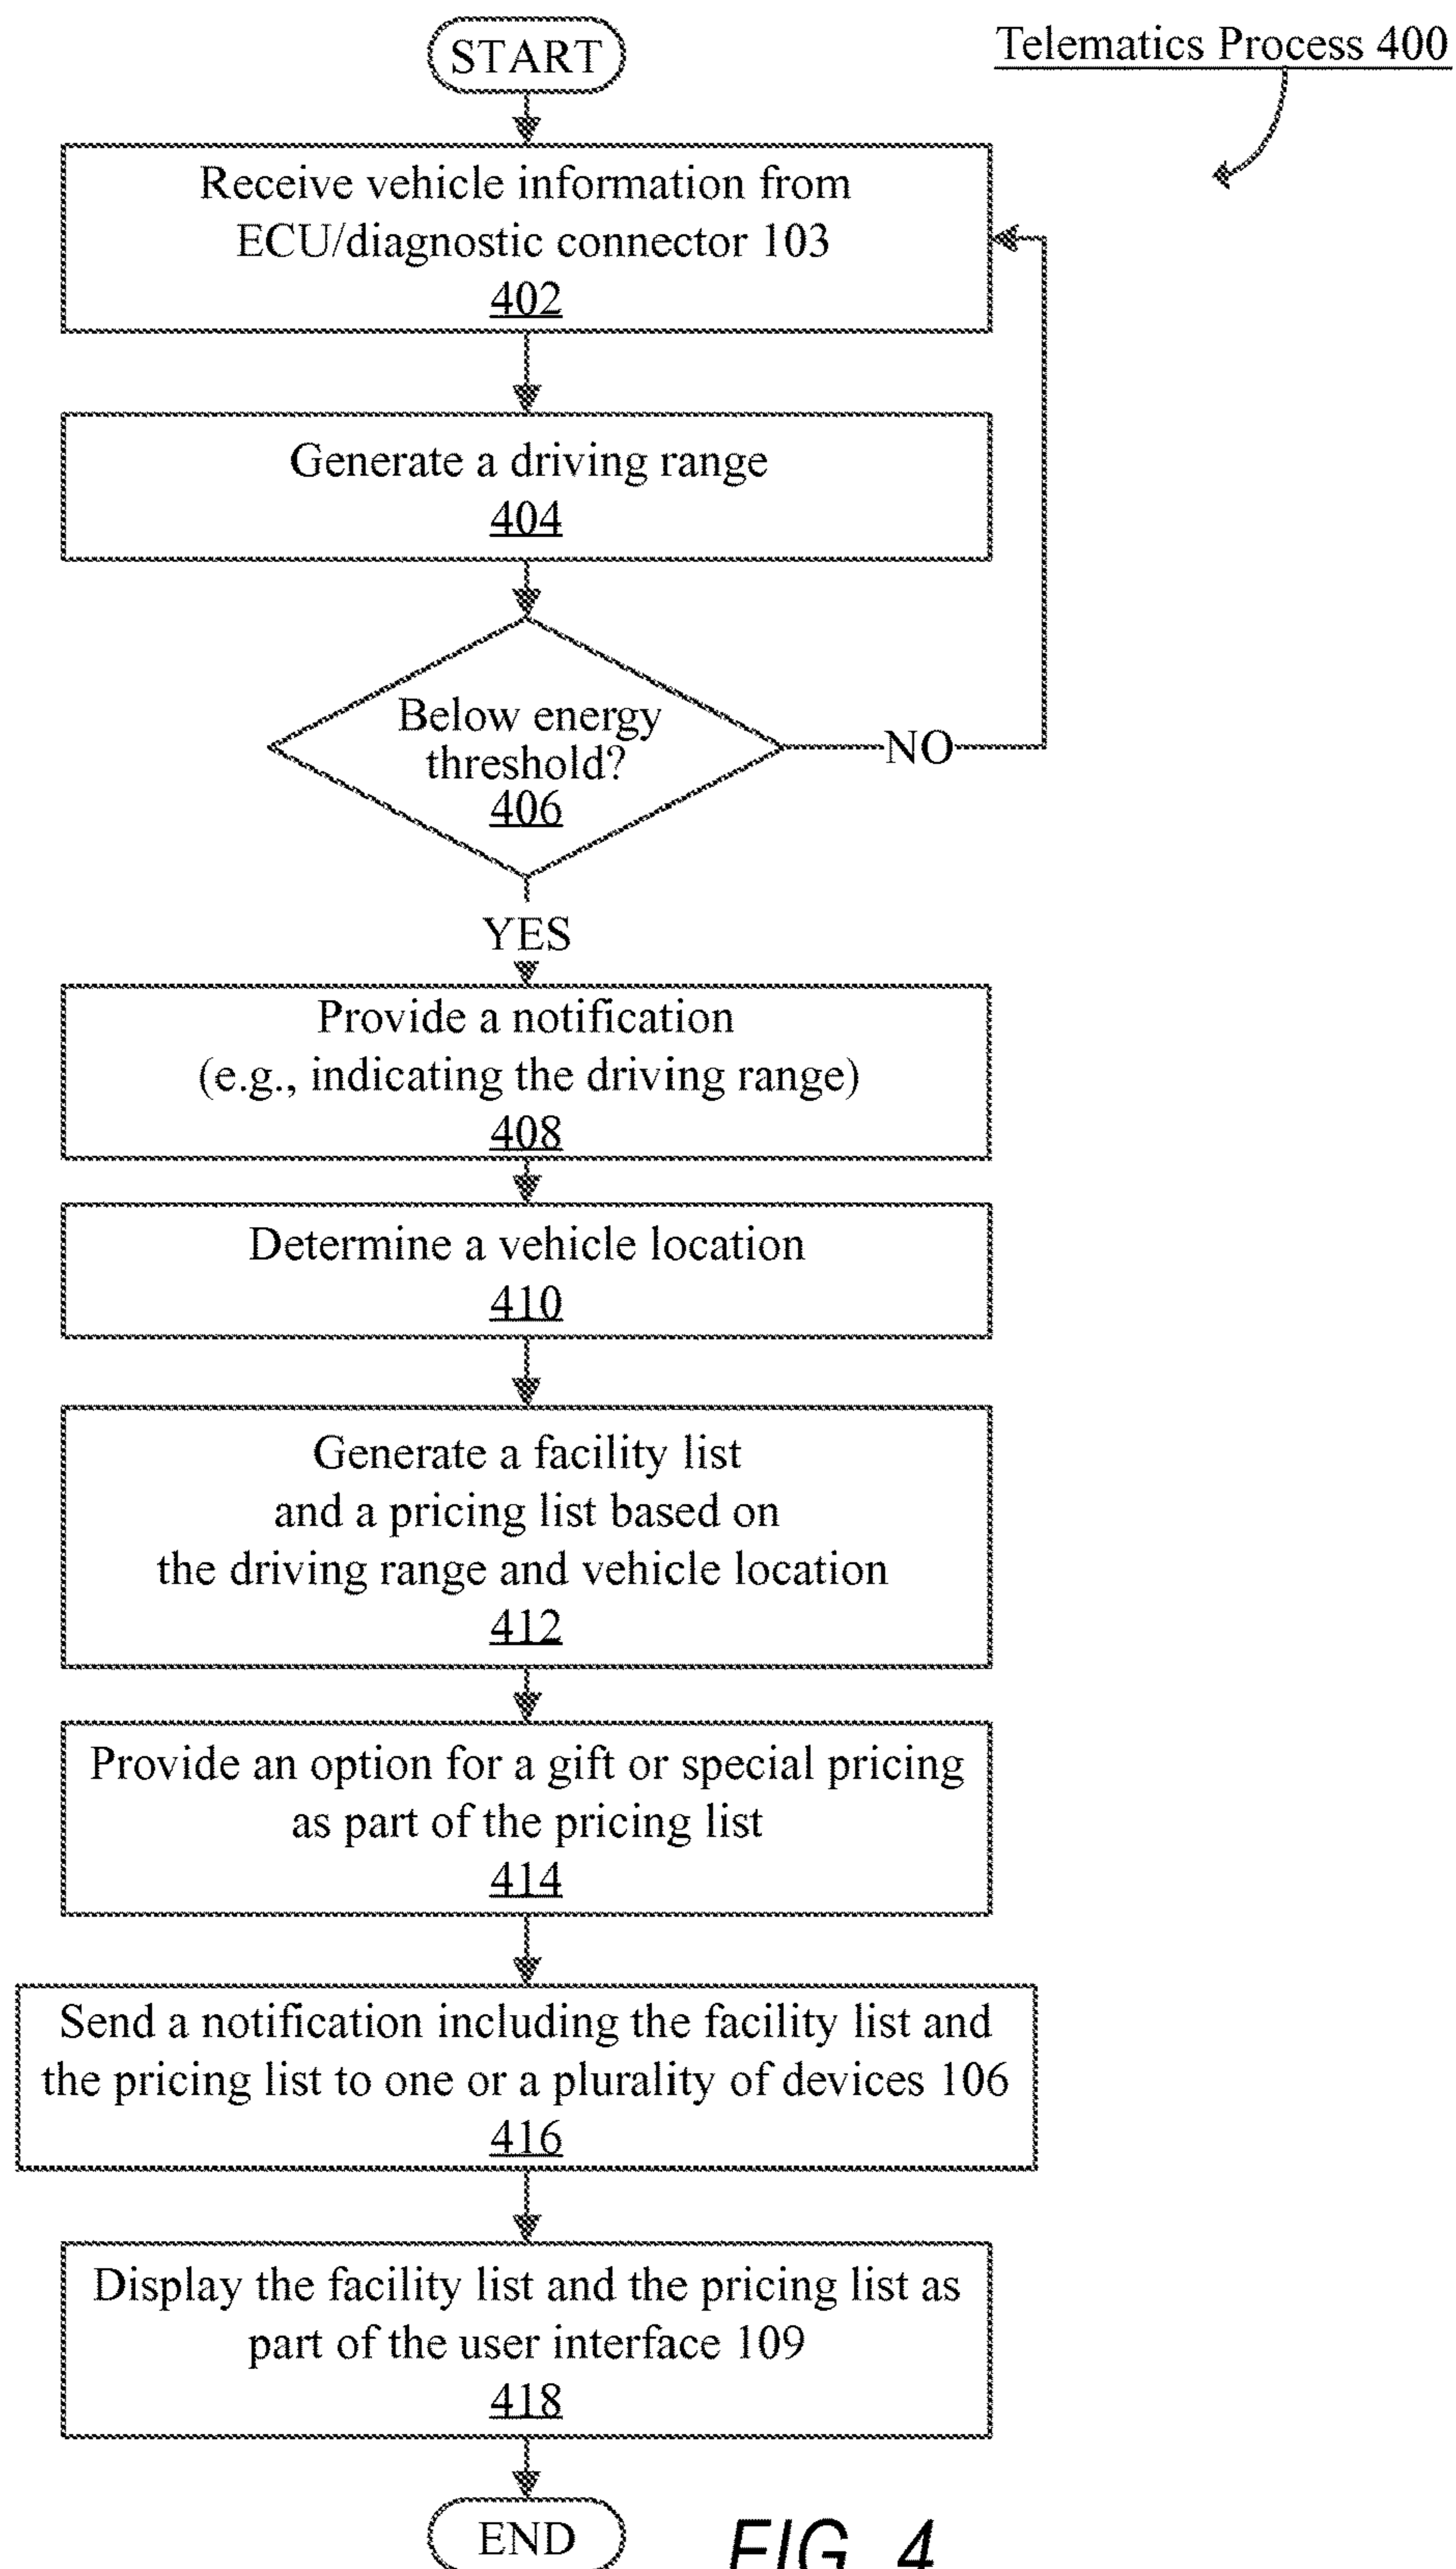 START
Telematics Process 400
Receive vehicle information from
ECU/diagnostic connector 103
402
Generate a driving range
404
Below energy
threshold?
406
NO
YES
Provide a notification
(e.g., indicating the driving range)
408
Determine a vehicle location
410
Generate a facility list
and a pricing list based on
the driving range and vehicle location
412
Provide an option for a gift or special pricing
as part of the pricing list
414
Send a notification including the facility list and
the pricing list to one or a plurality of devices 106
416
Display the facility list and the pricing list as
part of the user interface 109
418
END
FIG. 4